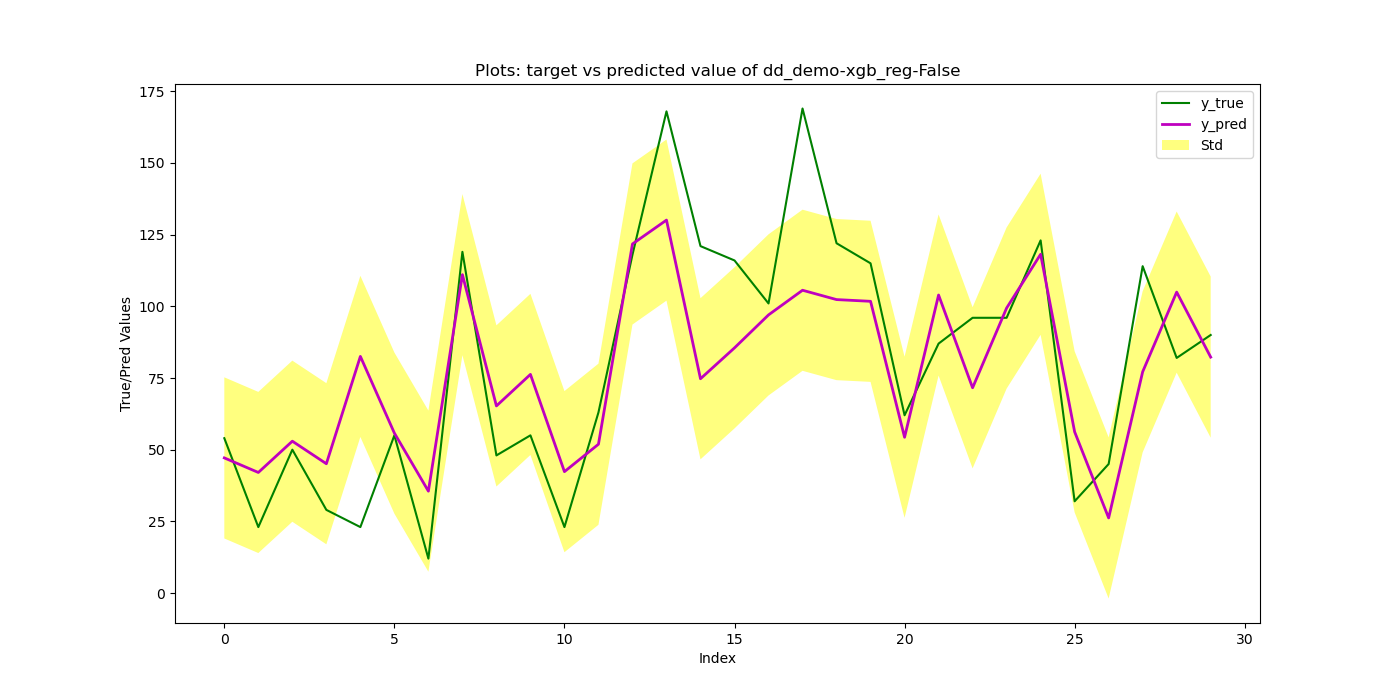 Plots: target vs predicted value of dd_demo-xgb_reg-False
y_true
y_pred
Std
175
150
125
100
75
50
25
0
True/Pred Values
0 5 10 15 20 25 30
Index